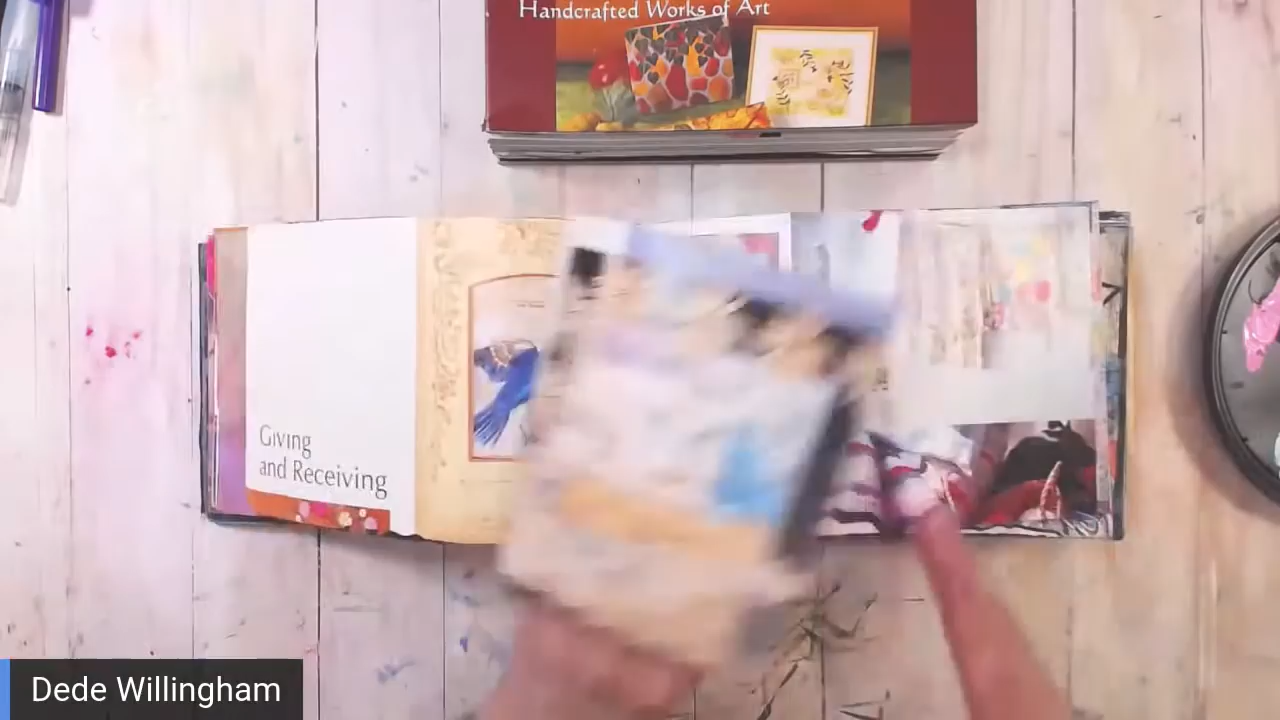 Handcrafted Works of Art
Giving
and Receiving
Dede Willingham